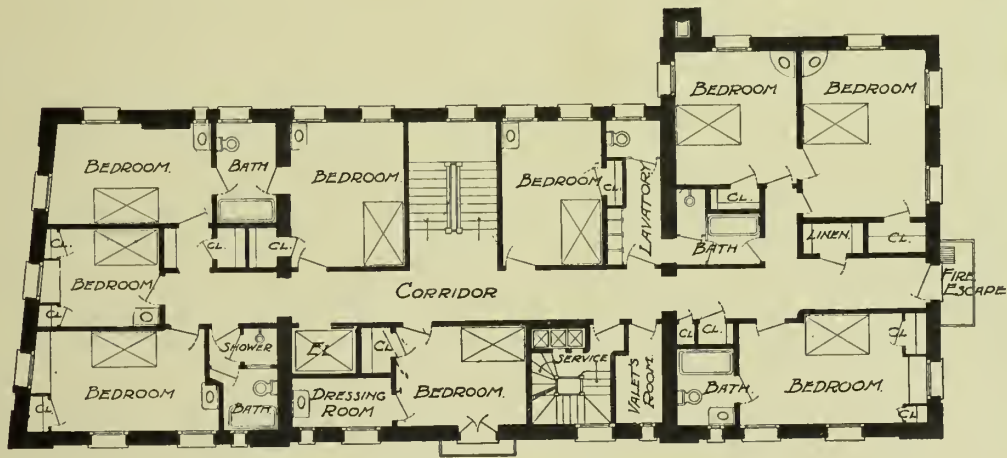 BEDROOM
BEDROOM
BEDROOM.
BATH
BEDROOM.
BEDROOM
CL.
LAVATORY
CL.
BATH
LINEN.
CL.
CL.
CL.
CL.
BEDROOM
CL.
CORRIDOR
FIRE
ESCAPE
SHOWER
EL.
CL.
SERVICE
CL.
CL.
CL.
BEDROOM
CL.
BATH
DRESSING
ROOM
BEDROOM.
VALET'S
ROOM
BATH
BEDROOM.
CL.